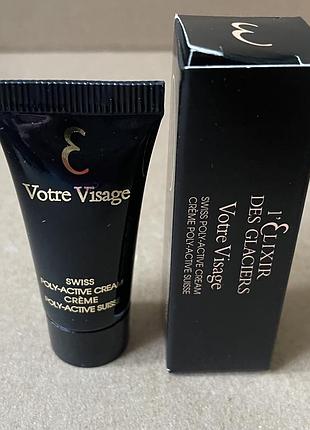 Ɛ
Votre Visage
SWISS
POLY-ACTIVE CREAM
CRÈME
POLY-ACTIVE SUISSE
Ɛ
l'ƐLIXIR
DES GLACIERS
Votre Visage
SWISS POLY-ACTIVE CREAM
CRÈME POLY-ACTIVE SUISSE